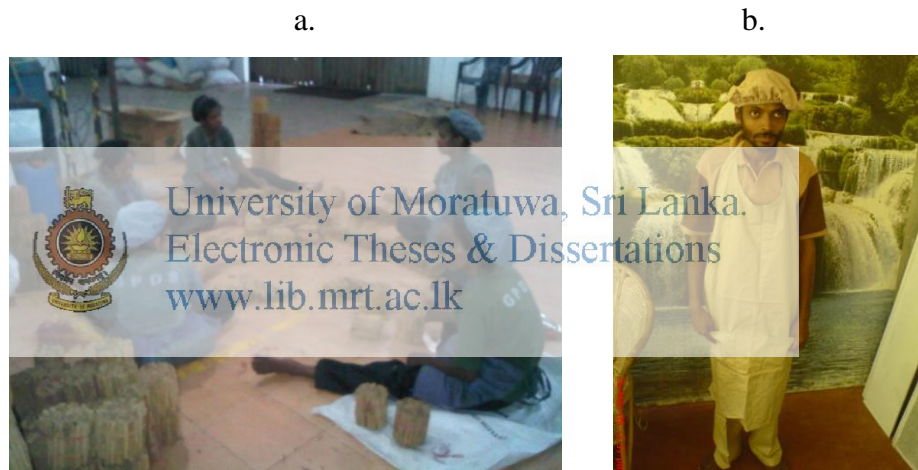 a.
b.
University of Moratuwa, Sri Lanka.
Electronic Theses & Dissertations
www.lib.mrt.ac.lk